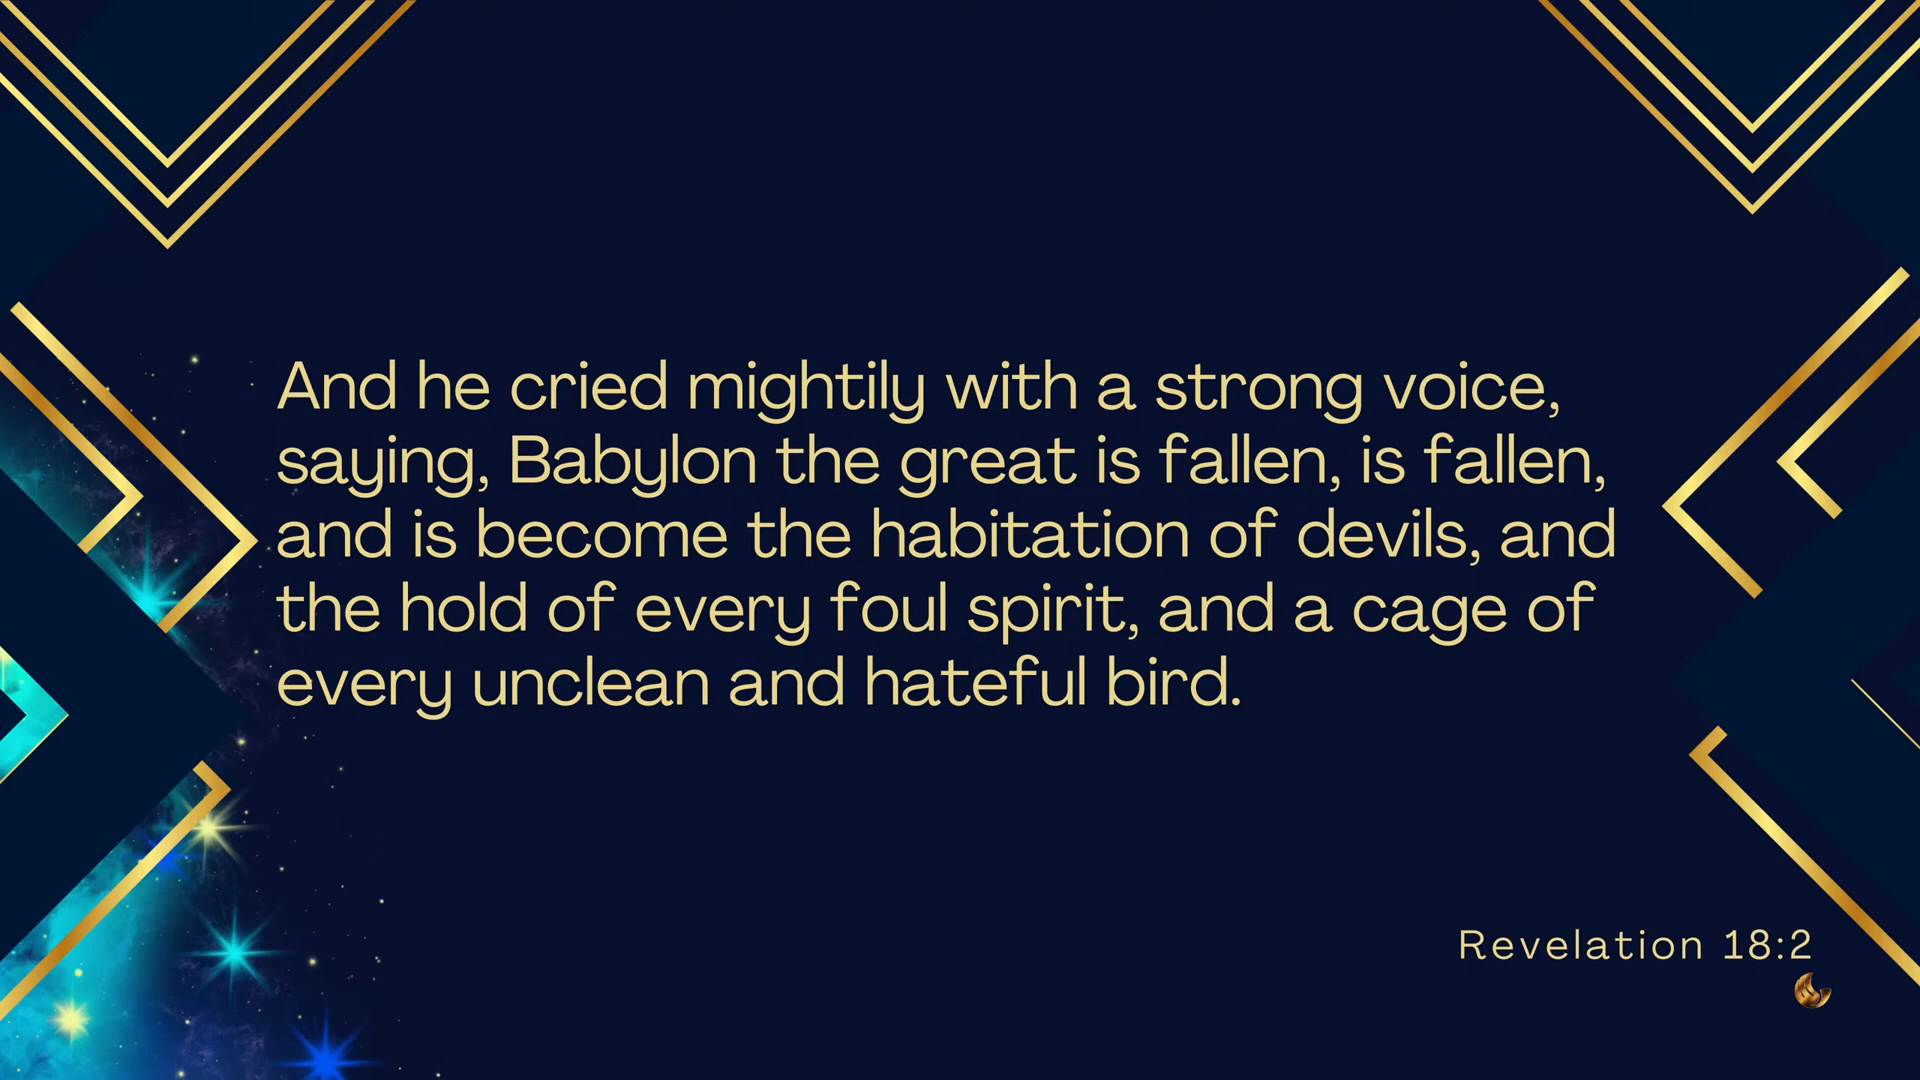 And he cried mightily with a strong voice,
saying, Babylon the great is fallen, is fallen,
and is become the habitation of devils, and
the hold of every foul spirit, and a cage of
every unclean and hateful bird.
Revelation 18:2